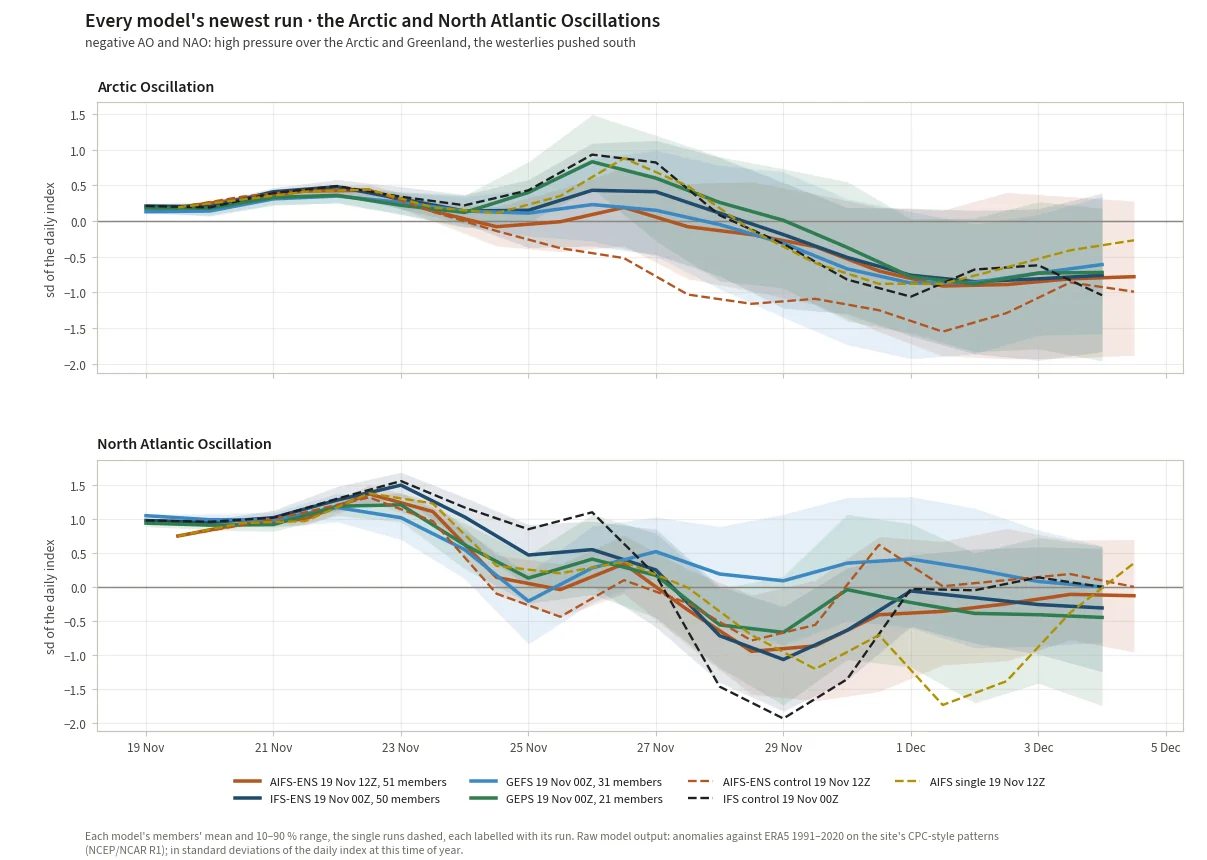 Every model's newest run · the Arctic and North Atlantic Oscillations
negative AO and NAO: high pressure over the Arctic and Greenland, the westerlies pushed south
Arctic Oscillation
1.5
1.0
0.5
0.0
−0.5
−1.0
−1.5
−2.0
sd of the daily index
North Atlantic Oscillation
1.5
1.0
0.5
0.0
−0.5
−1.0
−1.5
−2.0
sd of the daily index
19 Nov 21 Nov 23 Nov 25 Nov 27 Nov 29 Nov 1 Dec 3 Dec 5 Dec
AIFS-ENS 19 Nov 12Z, 51 members GEFS 19 Nov 00Z, 31 members AIFS-ENS control 19 Nov 12Z AIFS single 19 Nov 12Z
IFS-ENS 19 Nov 00Z, 50 members GEPS 19 Nov 00Z, 21 members IFS control 19 Nov 00Z
Each model's members' mean and 10–90 % range, the single runs dashed, each labelled with its run. Raw model output: anomalies against ERA5 1991–2020 on the site's CPC-style patterns
(NCEP/NCAR R1); in standard deviations of the daily index at this time of year.